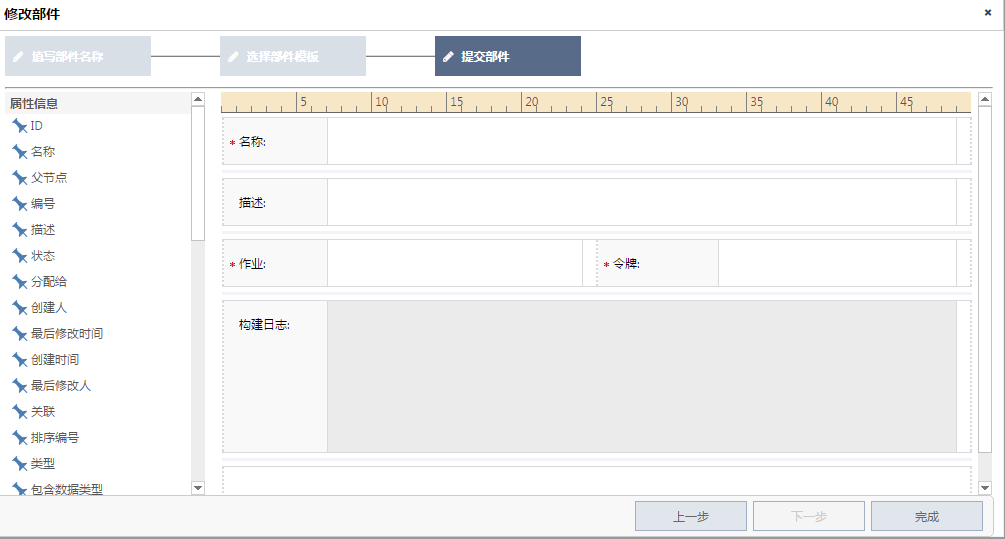 修改部件
×
填写部件名称
选择部件模板
提交部件
属性信息
ID
名称
父节点
编号
描述
状态
分配给
创建人
最后修改时间
创建时间
最后修改人
关联
排序编号
类型
包含数据类型
5 10 15 20 25 30 35 40 45
* 名称:
描述:
* 作业: * 令牌:
构建日志:
上一步 下一步 完成